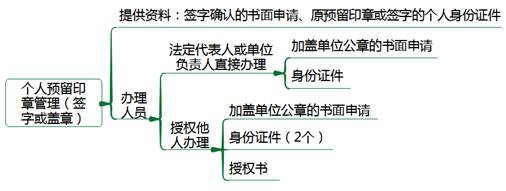 提供资料：签字确认的书面申请、原预留印章或签字的个人身份证件
个人预留印
章管理（签
字或盖章）
办理
人员
法定代表人或单位
负责人直接办理
加盖单位公章的书面申请
身份证件
授权他
人办理
加盖单位公章的书面申请
身份证件（2个）
授权书